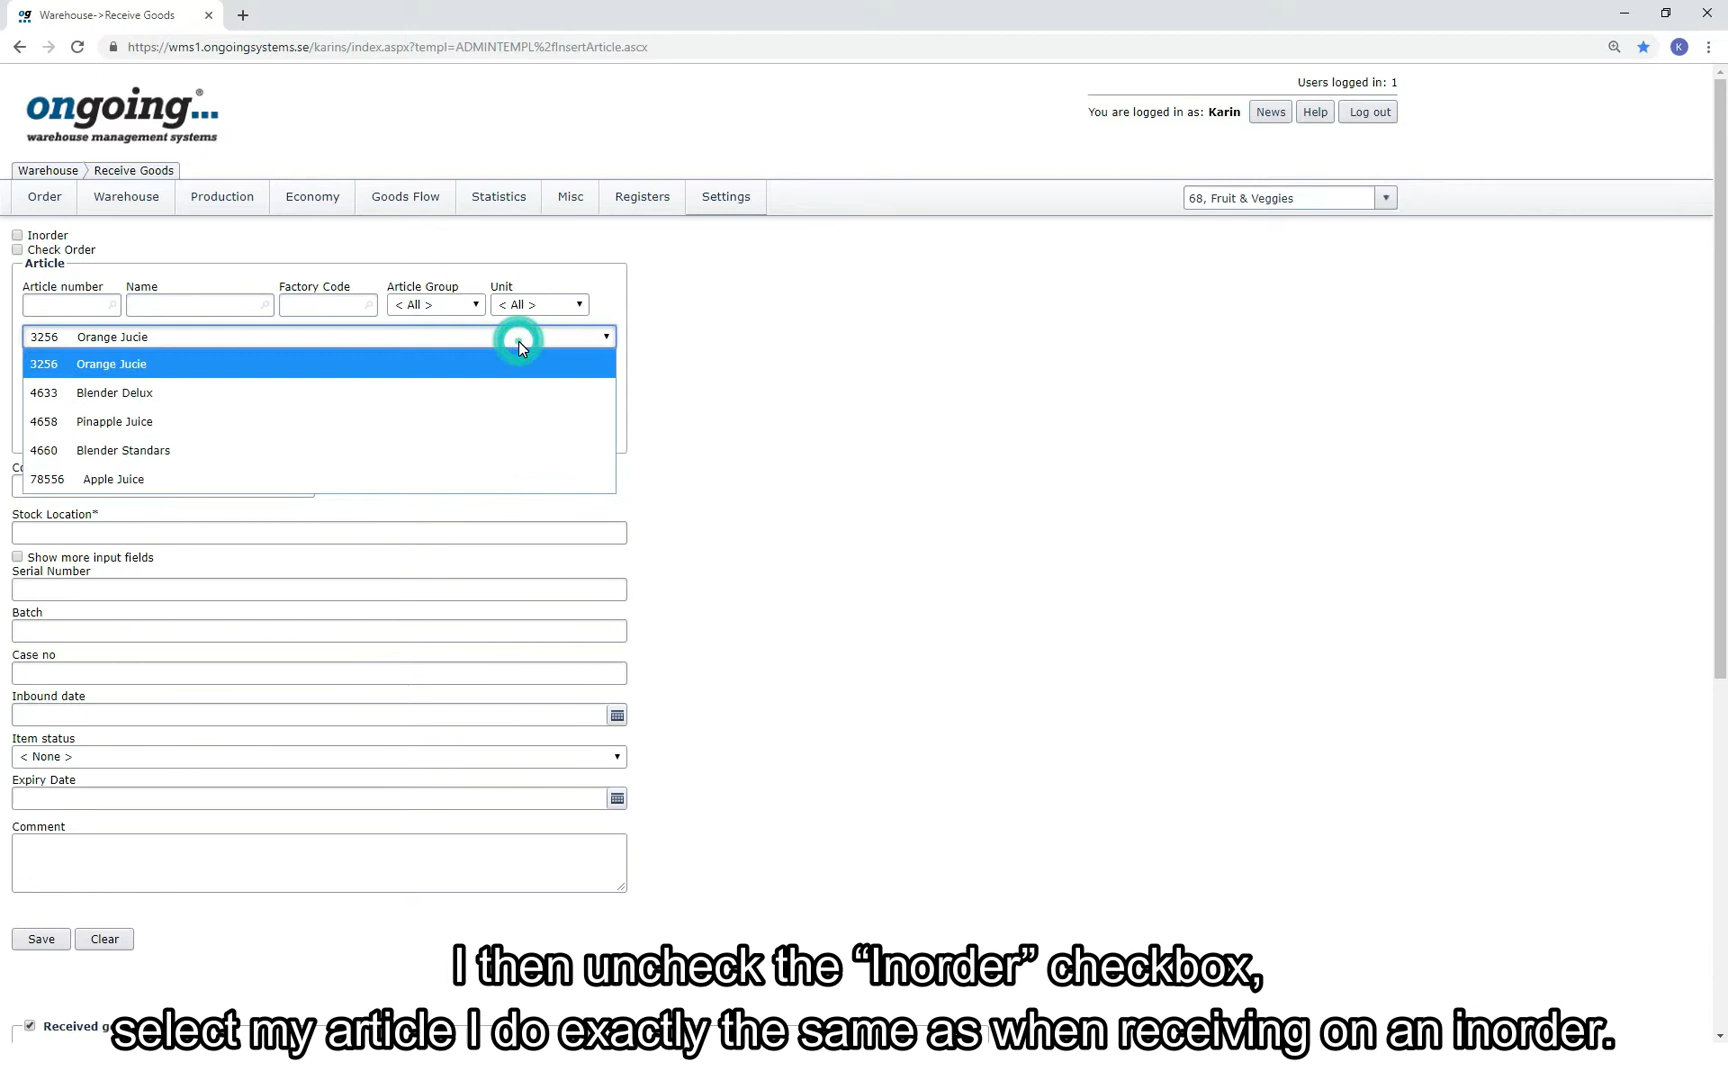 Warehouse->Receive Goods
https://wms1.ongoingsystems.se/karins/index.aspx?templ=ADMINTEMPL%2fInsertArticle.ascx
K
Users logged in: 1
ongoing...®
warehouse management systems
You are logged in as: Karin News Help Log out
Warehouse Receive Goods
Order Warehouse Production Economy Goods Flow Statistics Misc Registers Settings 68, Fruit & Veggies
Inorder
Check Order
Article
Article number Name Factory Code Article Group Unit
< All > < All >
3256 Orange Jucie
3256 Orange Jucie
4633 Blender Delux
4658 Pinapple Juice
4660 Blender Standars
78556 Apple Juice
Stock Location*
Show more input fields
Serial Number
Batch
Case no
Inbound date
Item status
< None >
Expiry Date
Comment
Save Clear
I then uncheck the “Inorder” checkbox,
Received
select my article I do exactly the same as when receiving on an inorder.